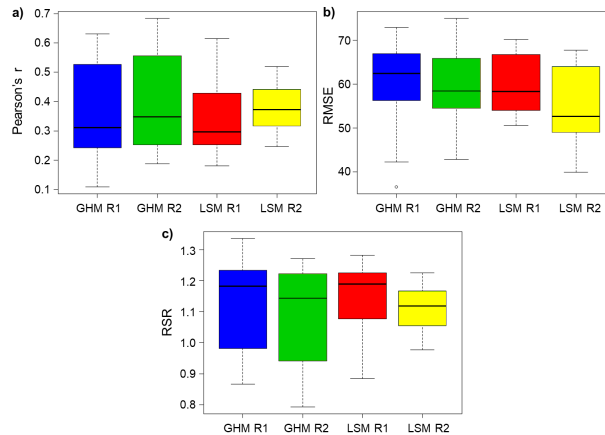 a)
Pearson's r
0.7
0.6
0.5
0.4
0.3
0.2
0.1
GHM R1 GHM R2 LSM R1 LSM R2
b)
RMSE
70
60
50
40
GHM R1 GHM R2 LSM R1 LSM R2
c)
RSR
1.3
1.2
1.1
1.0
0.9
0.8
GHM R1 GHM R2 LSM R1 LSM R2